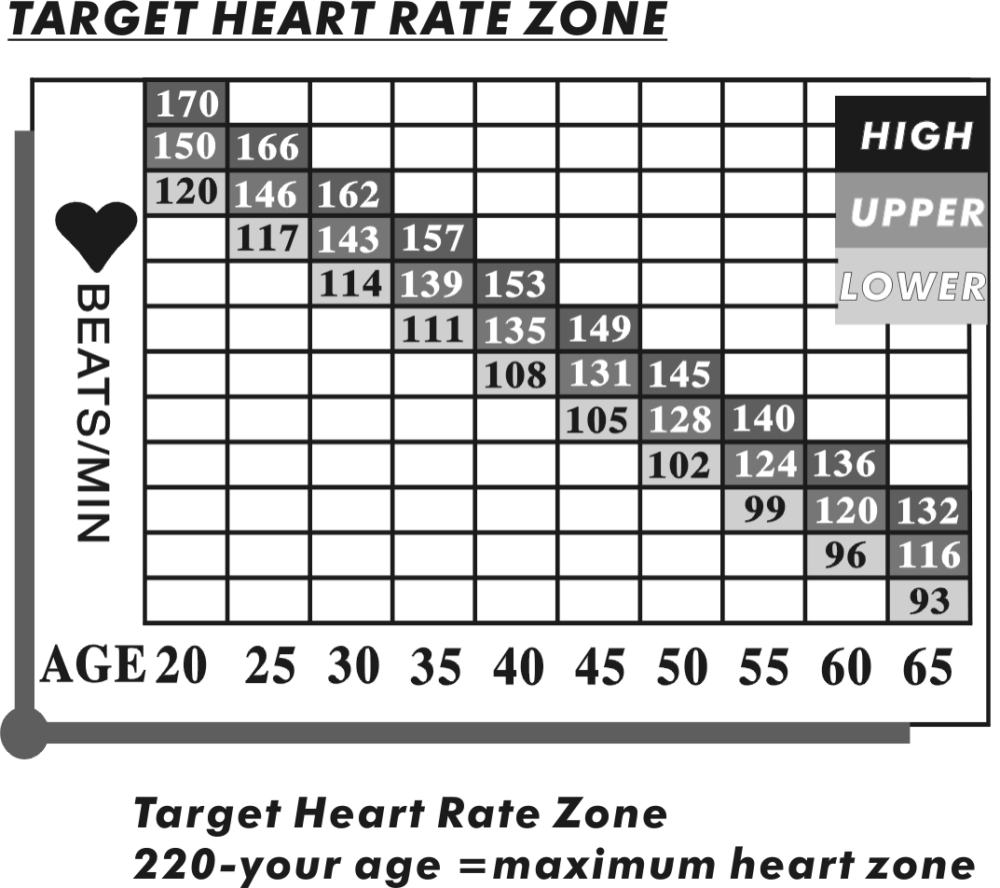 TARGET HEART RATE ZONE
170
150 166 HIGH
120 146 162 UPPER
117 143 157
114 139 153 LOWER
111 135 149
108 131 145
105 128 140
102 124 136
99 120 132
96 116
93
BEATS/MIN
AGE 20 25 30 35 40 45 50 55 60 65
Target Heart Rate Zone
220-your age =maximum heart zone